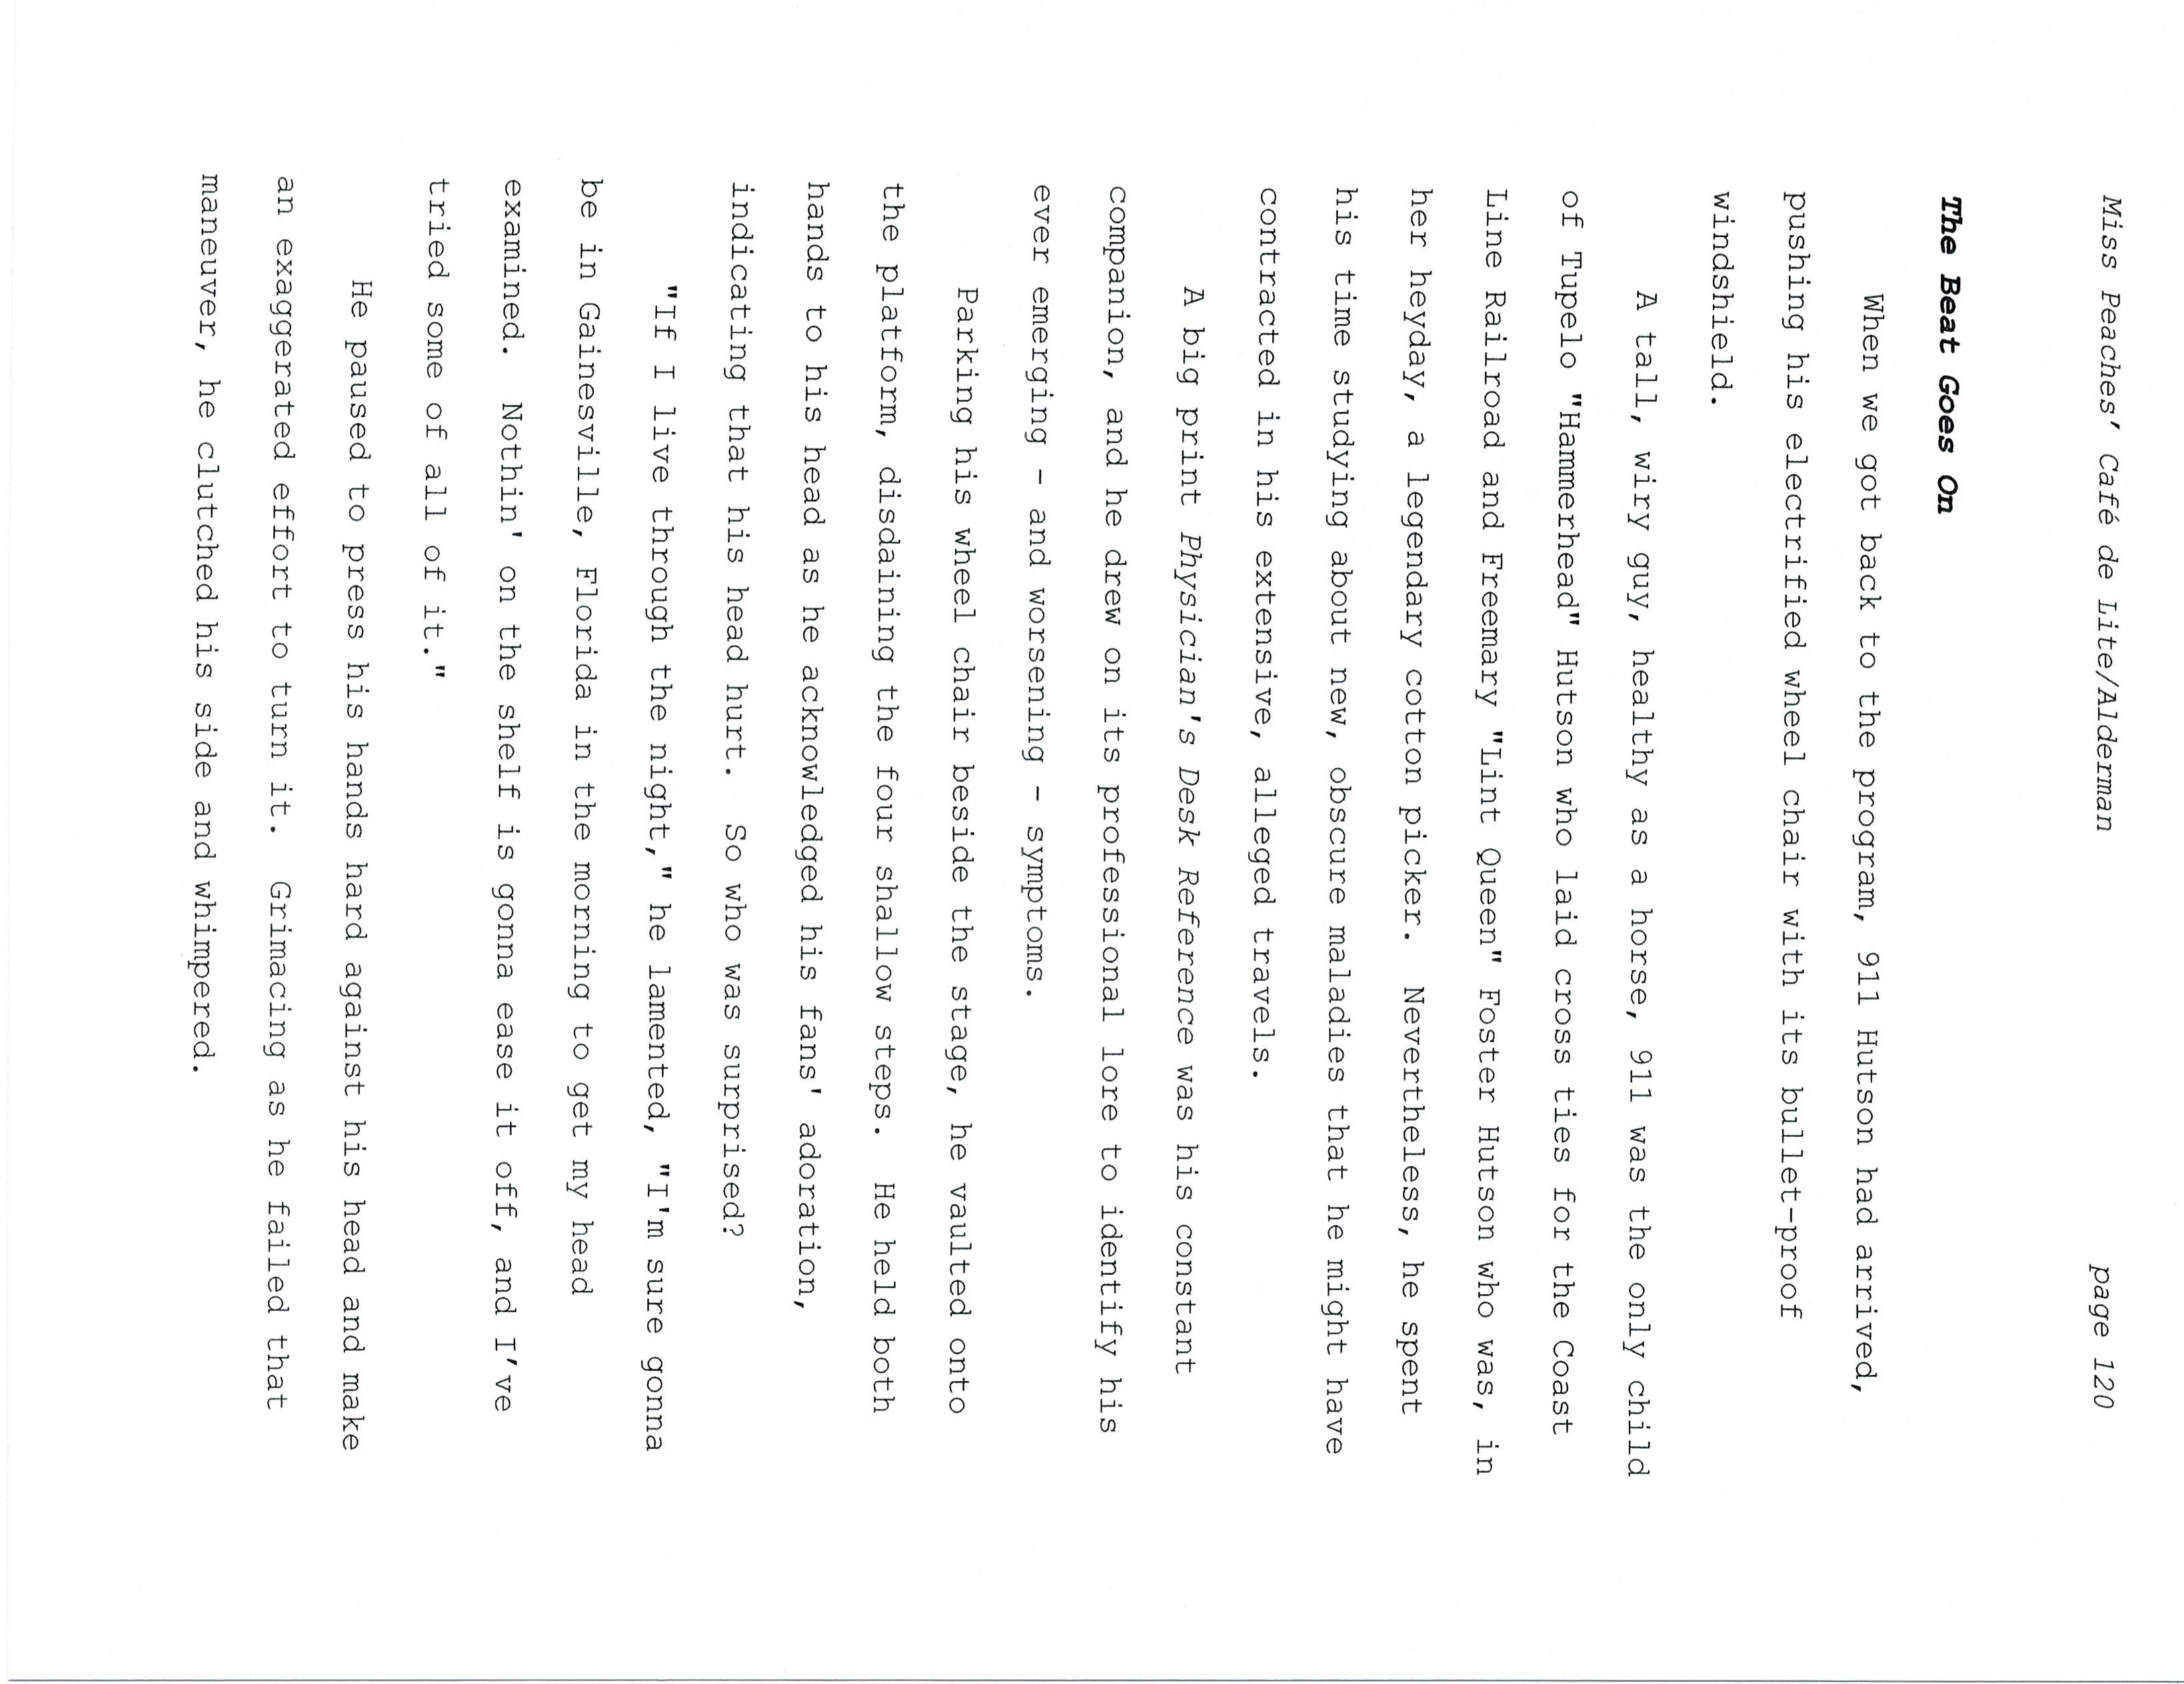 Miss Peaches' Café de Lite/Alderman page 120
The Beat Goes On
When we got back to the program, 911 Hutson had arrived,
pushing his electrified wheel chair with its bullet-proof
windshield.
A tall, wiry guy, healthy as a horse, 911 was the only child
of Tupelo "Hammerhead" Hutson who laid cross ties for the Coast
Line Railroad and Freemary "Lint Queen" Foster Hutson who was, in
her heyday, a legendary cotton picker.  Nevertheless, he spent
his time studying about new, obscure maladies that he might have
contracted in his extensive, alleged travels.
A big print Physician's Desk Reference was his constant
companion, and he drew on its professional lore to identify his
ever emerging - and worsening - symptoms.
Parking his wheel chair beside the stage, he vaulted onto
the platform, disdaining the four shallow steps.  He held both
hands to his head as he acknowledged his fans' adoration,
indicating that his head hurt.  So who was surprised?
"If I live through the night," he lamented, "I'm sure gonna
be in Gainesville, Florida in the morning to get my head
examined.  Nothin' on the shelf is gonna ease it off, and I've
tried some of all of it."
He paused to press his hands hard against his head and make
an exaggerated effort to turn it.  Grimacing as he failed that
maneuver, he clutched his side and whimpered.